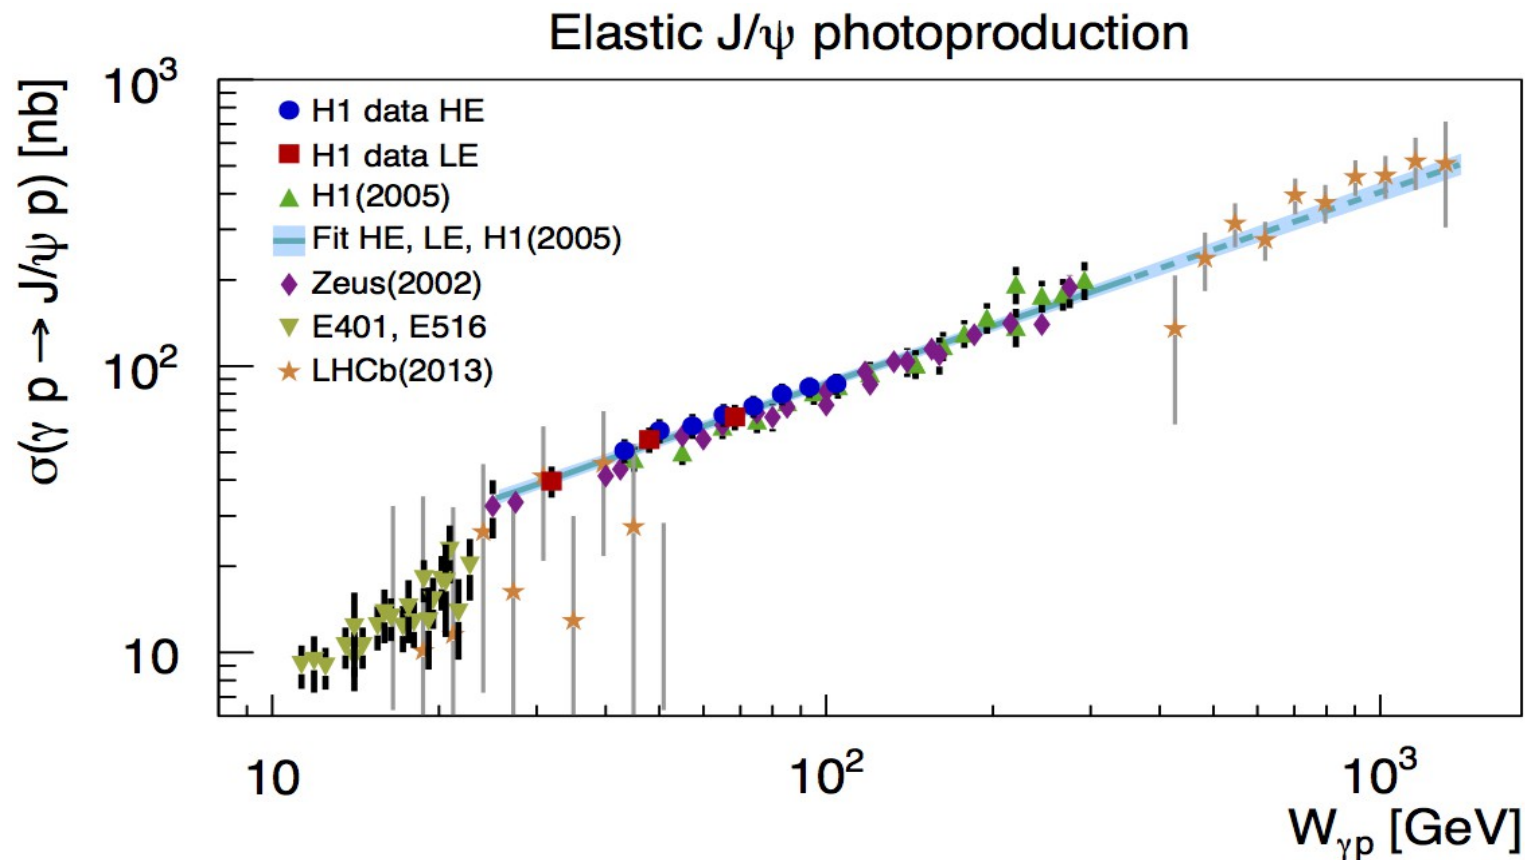 Elastic J/ψ photoproduction
σ(γ p → J/ψ p) [nb]
10³
10²
10
H1 data HE
H1 data LE
H1(2005)
Fit HE, LE, H1(2005)
Zeus(2002)
E401, E516
LHCb(2013)
10
10²
10³
Wγp [GeV]